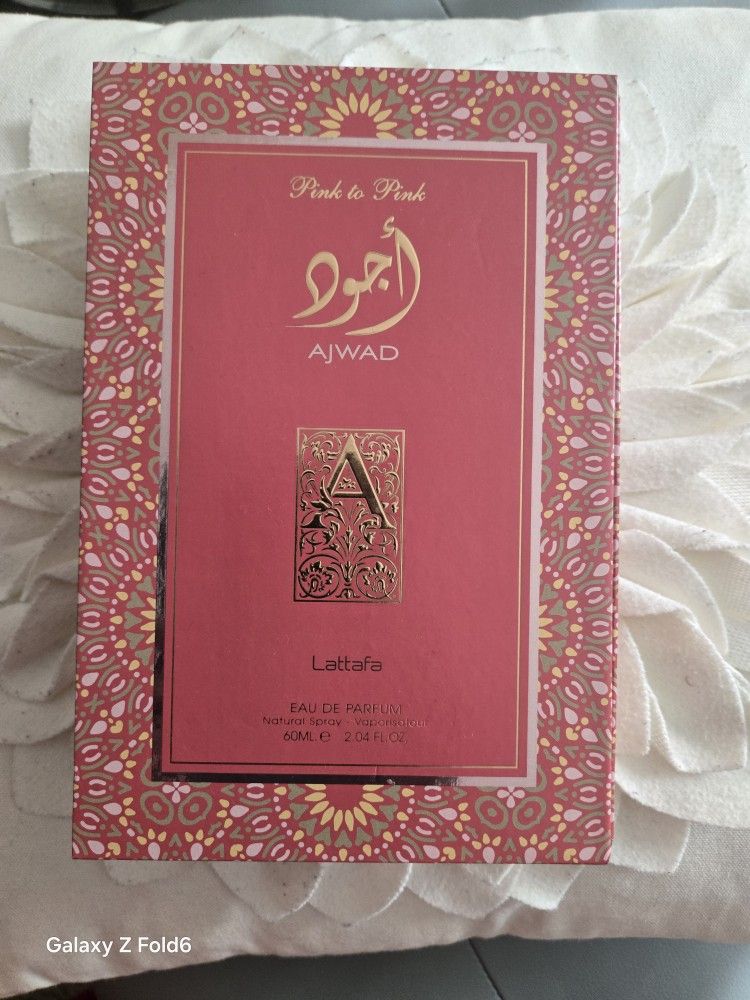 Pink to Pink
أجود
AJWAD
A
Lattafa
EAU DE PARFUM
Natural Spray - Vaporisateur
60ML.e 2.04 FL.OZ.
Galaxy Z Fold6